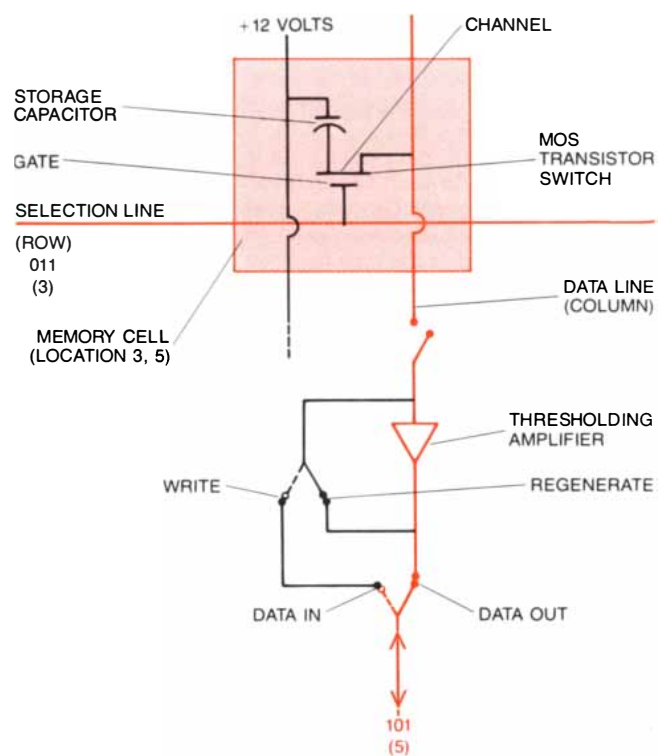 +12 VOLTS
CHANNEL
STORAGE
CAPACITOR
MOS
TRANSISTOR
SWITCH
GATE
SELECTION LINE
(ROW)
011
(3)
DATA LINE
(COLUMN)
MEMORY CELL
(LOCATION 3, 5)
THRESHOLDING
AMPLIFIER
WRITE
REGENERATE
DATA IN
DATA OUT
101
(5)